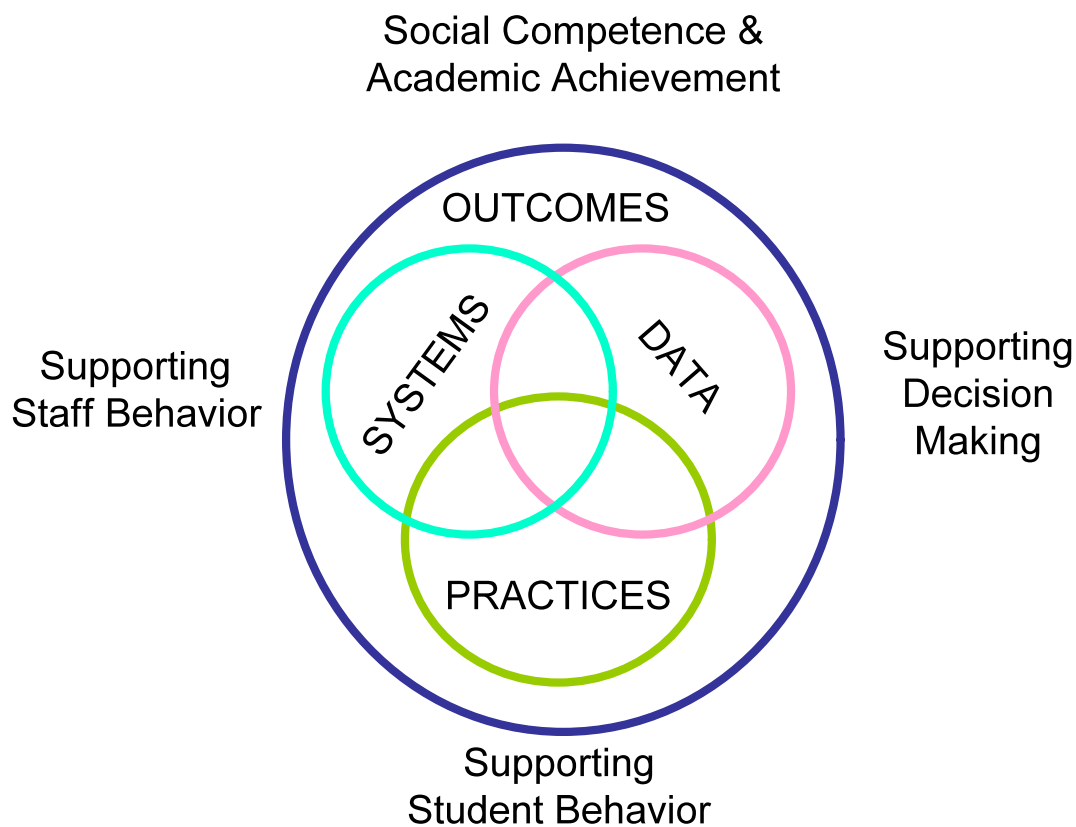 Social Competence &
Academic Achievement
OUTCOMES
SYSTEMS
DATA
Supporting
Staff Behavior
Supporting
Decision
Making
PRACTICES
Supporting
Student Behavior